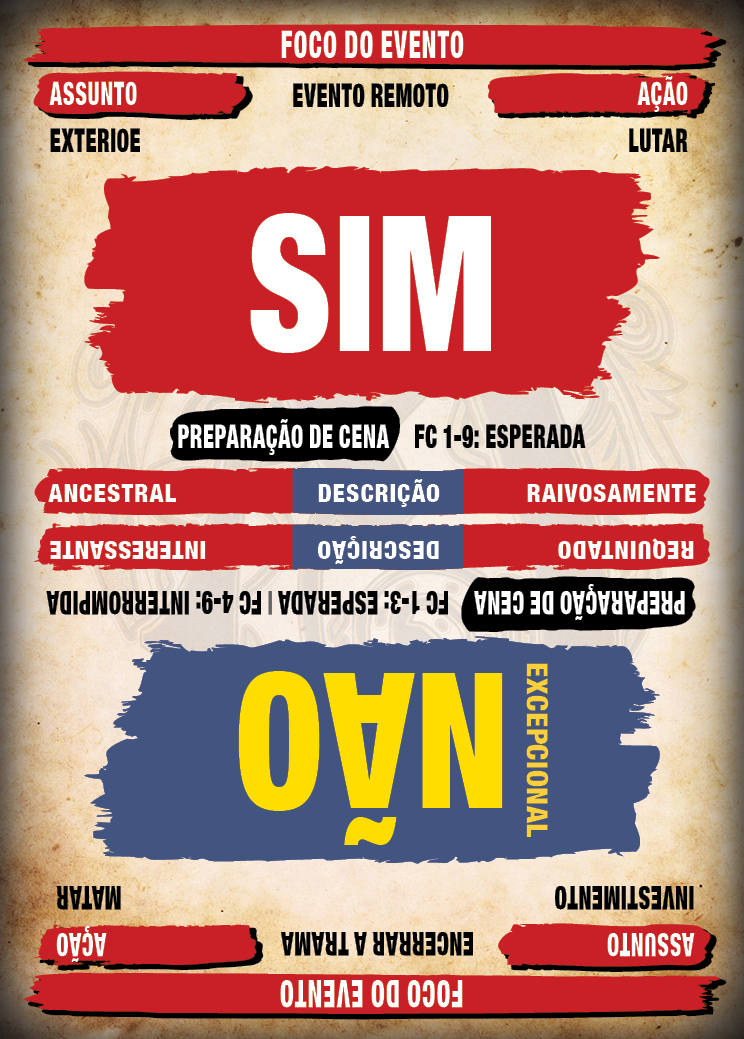 FOCO DO EVENTO
ASSUNTO EVENTO REMOTO AÇÃO
EXTERIOE LUTAR
SIM
PREPARAÇÃO DE CENA FC 1-9: ESPERADA
ANCESTRAL DESCRIÇÃO RAIVOSAMENTE
FOCO DO EVENTO
ASSUNTO ENCERRAR A TRAMA AÇÃO
INVESTIMENTO MATAR
EXCEPCIONAL
NÃO
PREPARAÇÃO DE CENA FC 1-3: ESPERADA | FC 4-9: INTERROMPIDA
REQUINTADO DESCRIÇÃO INTERESSANTE